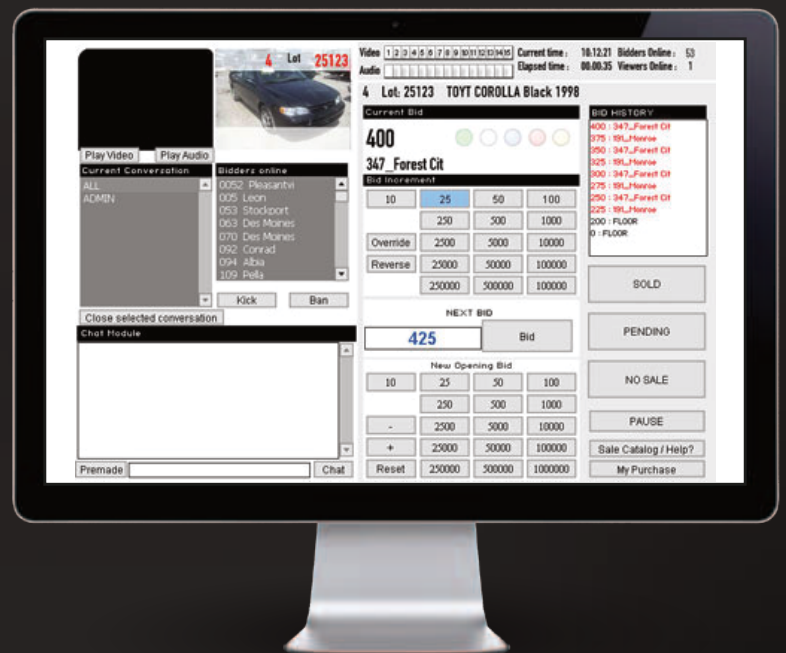 4 Lot 25123
Play Video Play Audio
Current Conversation
ALL
ADMIN
Bidders online
0052 Pleasantvi
005 Leon
053 Stockport
063 Des Moines
070 Des Moines
092 Conrad
094 Albia
109 Pella
Kick Ban
Close selected conversation
Chat Module
Premade Chat
Video 1 2 3 4 5 6 7 8 9 10 11 12 13 14 15 Current time : 10:12.21 Bidders Online : 53
Audio Elapsed time : 00:00.35 Viewers Online : 1
4 Lot: 25123 TOYT COROLLA Black 1998
Current Bid
400
347_Forest Cit
Bid Increment
10 25 50 100
250 500 1000
Override 2500 5000 10000
Reverse 25000 50000 100000
250000 500000 100000
NEXT BID
425 Bid
New Opening Bid
10 25 50 100
250 500 1000
- 2500 5000 10000
+ 25000 50000 100000
Reset 250000 500000 1000000
BID HISTORY
400 : 347_Forest Cit
375 : 191_Monroe
350 : 347_Forest Cit
325 : 191_Monroe
300 : 347_Forest Cit
275 : 191_Monroe
250 : 347_Forest Cit
225 : 191_Monroe
200 : FLOOR
0 : FLOOR
SOLD
PENDING
NO SALE
PAUSE
Sale Catalog / Help?
My Purchase